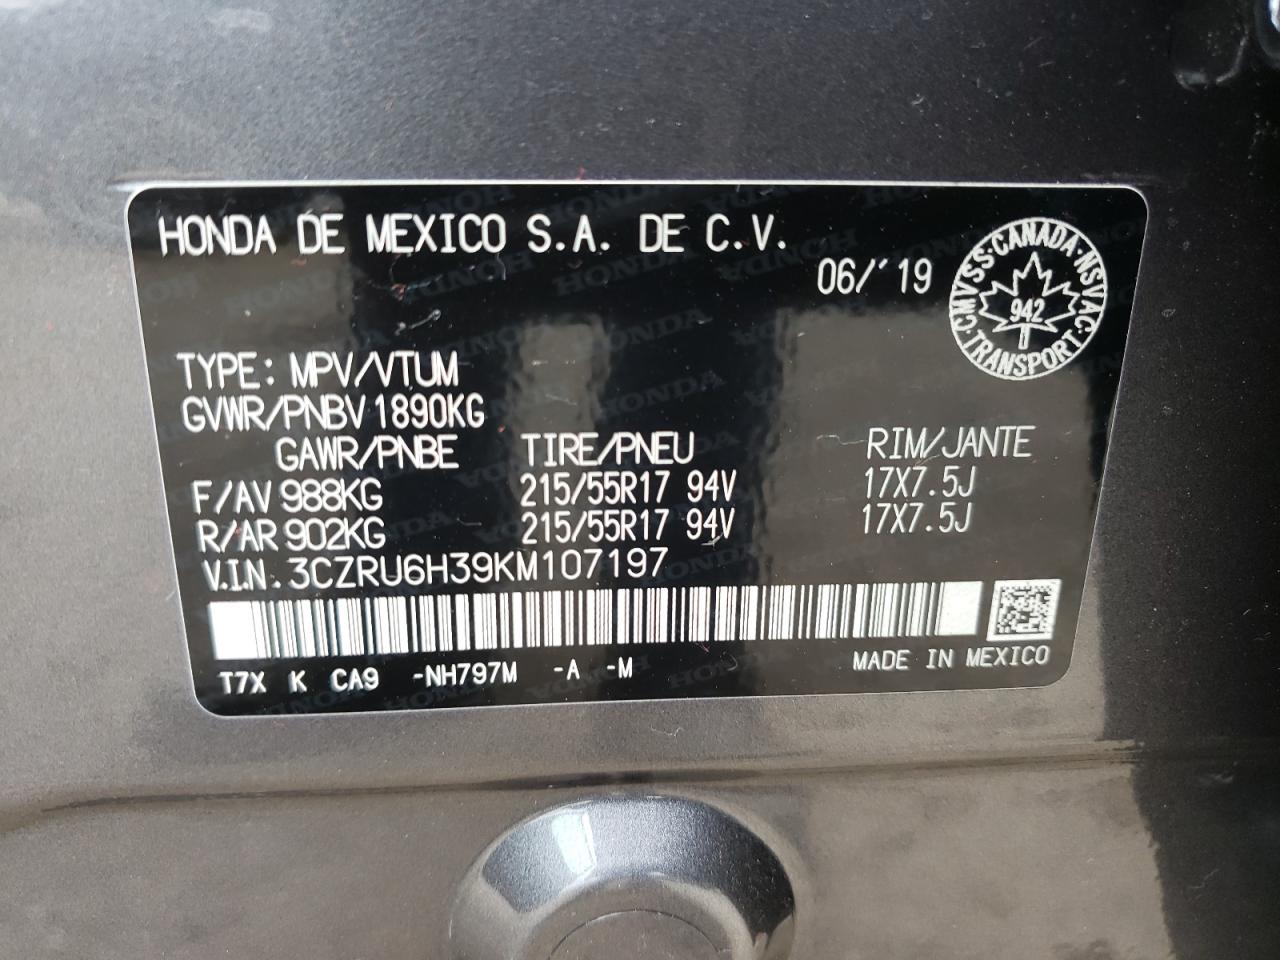 HONDA DE MEXICO S.A. DE C.V.
06/'19
CMVSS·CANADA·NSVAC·TRANSPORT·
942
TYPE: MPV/VTUM
GVWR/PNBV 1890KG
GAWR/PNBE TIRE/PNEU RIM/JANTE
F/AV 988KG 215/55R17 94V 17X7.5J
R/AR 902KG 215/55R17 94V 17X7.5J
V.I.N. 3CZRU6H39KM107197
T7X K CA9 -NH797M -A -M MADE IN MEXICO